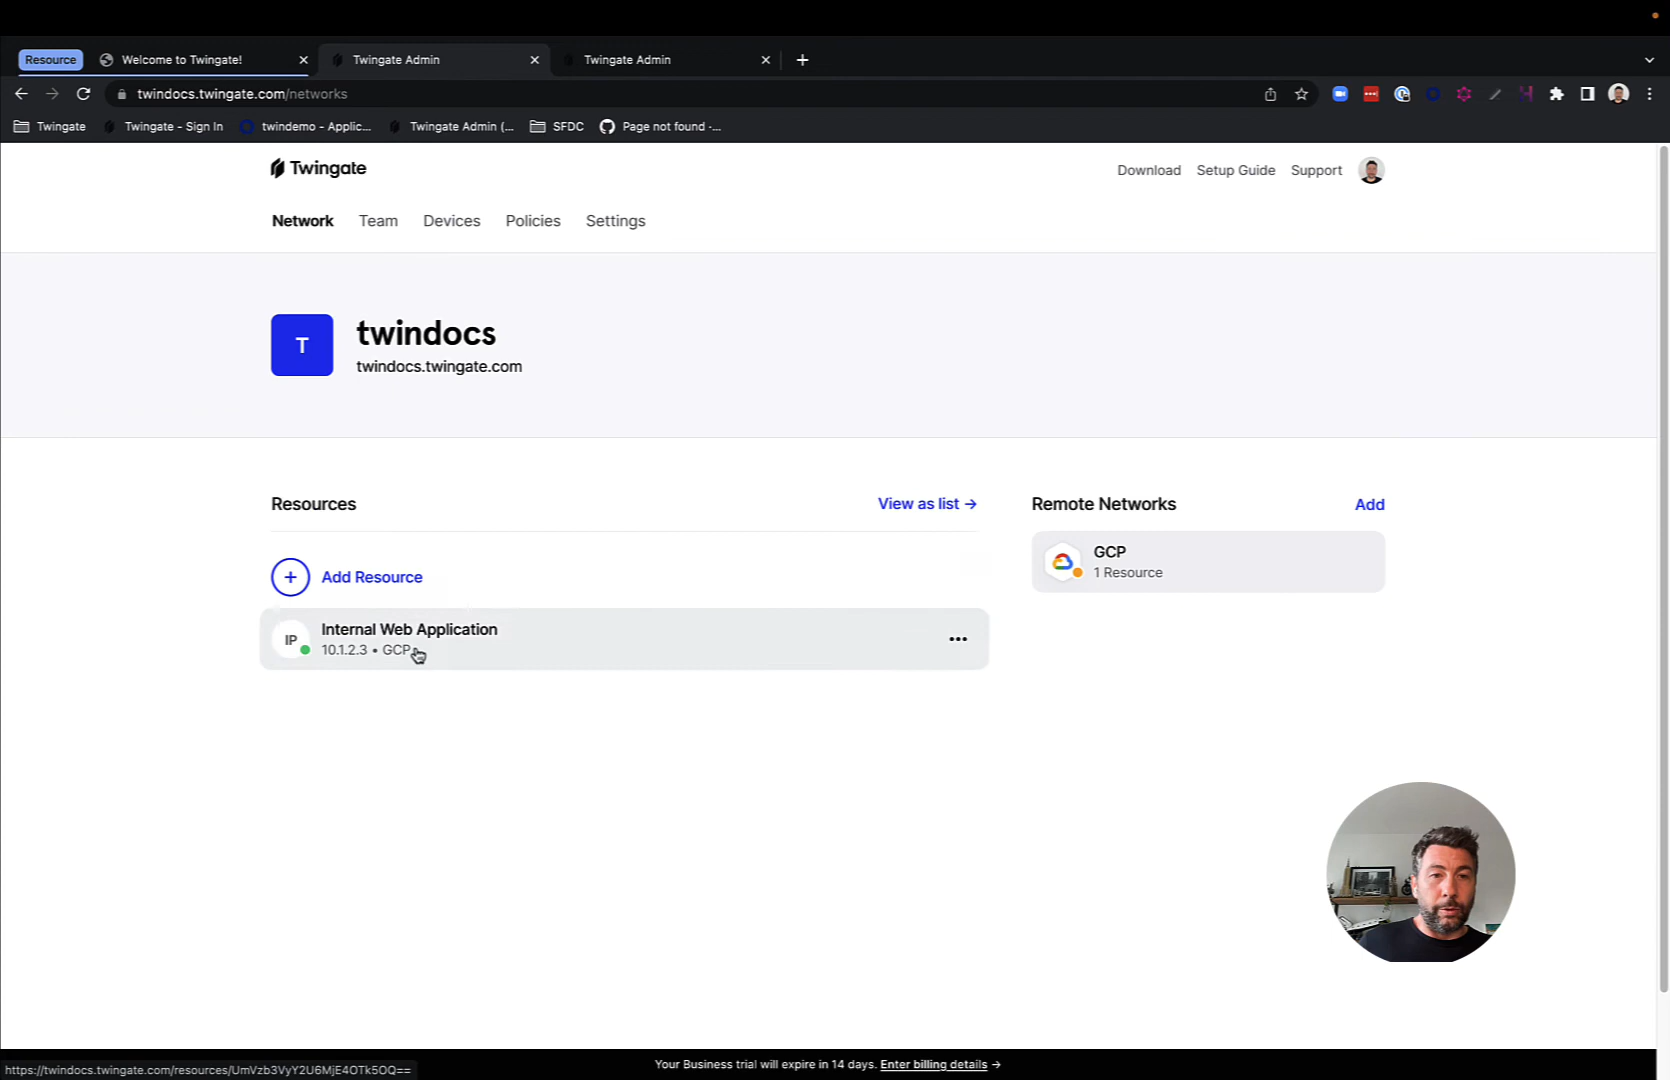 Resource
Welcome to Twingate!
Twingate Admin
Twingate Admin
twindocs.twingate.com/networks
Twingate
Twingate - Sign In
twindemo - Applic...
Twingate Admin (...
SFDC
Page not found ·...
Twingate
Download
Setup Guide
Support
Network
Team
Devices
Policies
Settings
T
twindocs
twindocs.twingate.com
Resources
View as list →
Remote Networks
Add
GCP
1 Resource
+ Add Resource
IP
Internal Web Application
10.1.2.3 • GCP
Your Business trial will expire in 14 days. Enter billing details →
https://twindocs.twingate.com/resources/UmVzb3VyY2U6MjE4OTk5OQ==